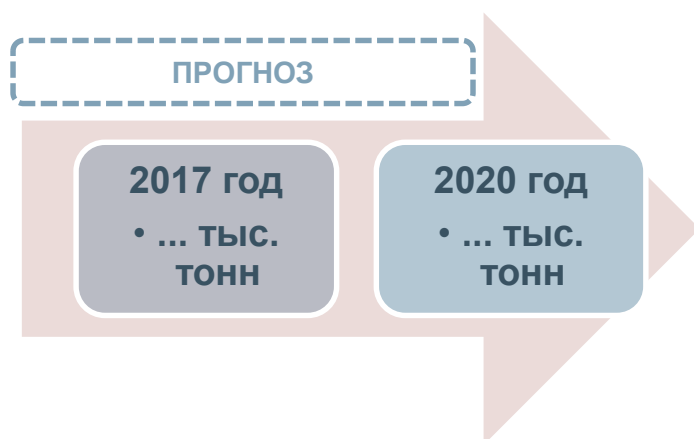 ПРОГНОЗ
2017 год
• ... тыс.
тонн
2020 год
• ... тыс.
тонн